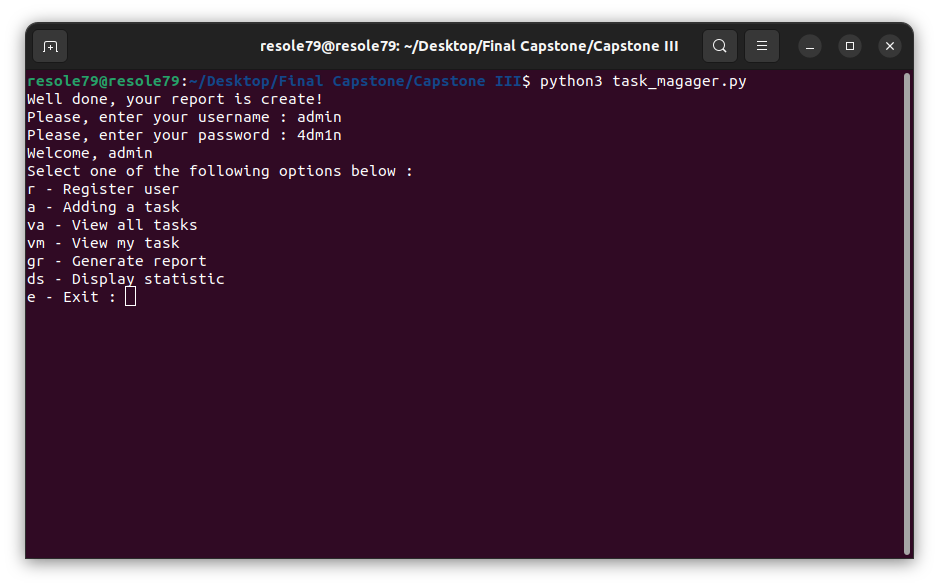 resole79@resole79: ~/Desktop/Final Capstone/Capstone III
resole79@resole79:~/Desktop/Final Capstone/Capstone III$ python3 task_magager.py
Well done, your report is create!
Please, enter your username : admin
Please, enter your password : 4dm1n
Welcome, admin
Select one of the following options below :
r - Register user
a - Adding a task
va - View all tasks
vm - View my task
gr - Generate report
ds - Display statistic
e - Exit :